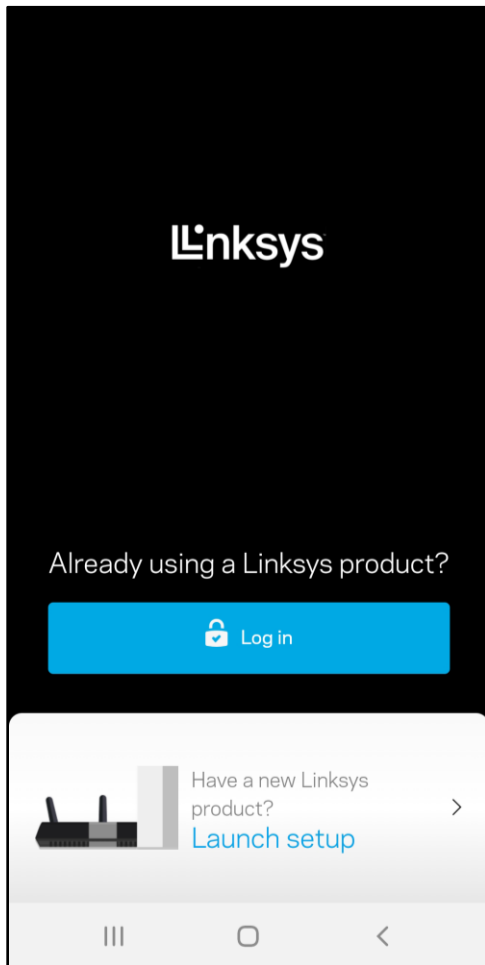 Linksys
Already using a Linksys product?
Log in
Have a new Linksys
product?
Launch setup